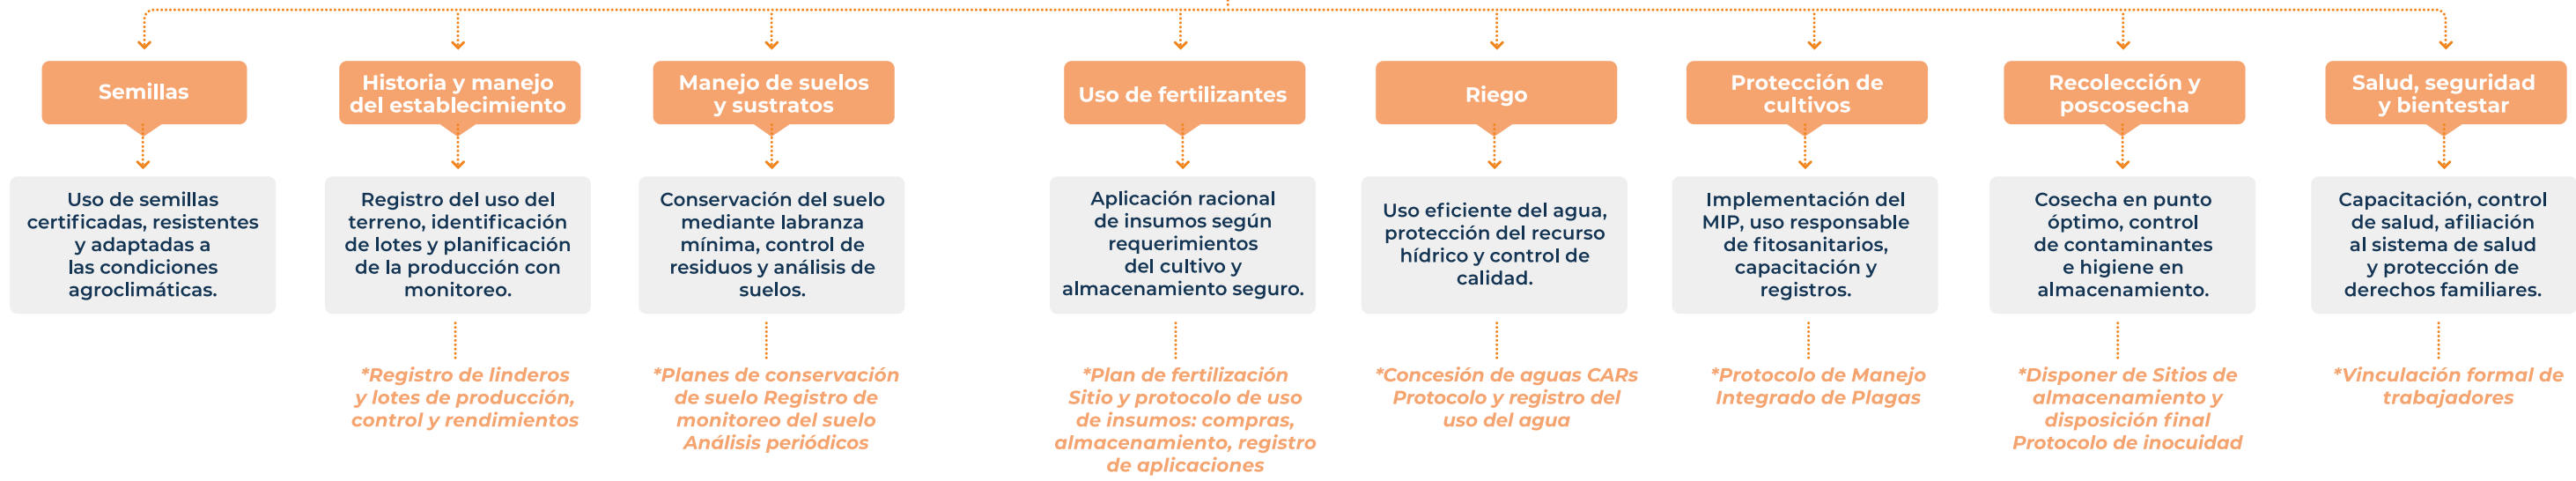 Semillas
Uso de semillas
certificadas, resistentes
y adaptadas a
las condiciones
agroclimáticas.
Historia y manejo
del establecimiento
Registro del uso del
terreno, identificación
de lotes y planificación
de la producción con
monitoreo.
*Registro de linderos
y lotes de producción,
control y rendimientos
Manejo de suelos
y sustratos
Conservación del suelo
mediante labranza
mínima, control de
residuos y análisis de
suelos.
*Planes de conservación
de suelo Registro de
monitoreo del suelo
Análisis periódicos
Uso de fertilizantes
Aplicación racional
de insumos según
requerimientos
del cultivo y
almacenamiento seguro.
*Plan de fertilización
Sitio y protocolo de uso
de insumos: compras,
almacenamiento, registro
de aplicaciones
Riego
Uso eficiente del agua,
protección del recurso
hídrico y control de
calidad.
*Concesión de aguas CARs
Protocolo y registro del
uso del agua
Protección de
cultivos
Implementación del
MIP, uso responsable
de fitosanitarios,
capacitación y
registros.
*Protocolo de Manejo
Integrado de Plagas
Recolección y
poscosecha
Cosecha en punto
óptimo, control
de contaminantes
e higiene en
almacenamiento.
*Disponer de Sitios de
almacenamiento y
disposición final
Protocolo de inocuidad
Salud, seguridad
y bientestar
Capacitación, control
de salud, afiliación
al sistema de salud
y protección de
derechos familiares.
*Vinculación formal de
trabajadores